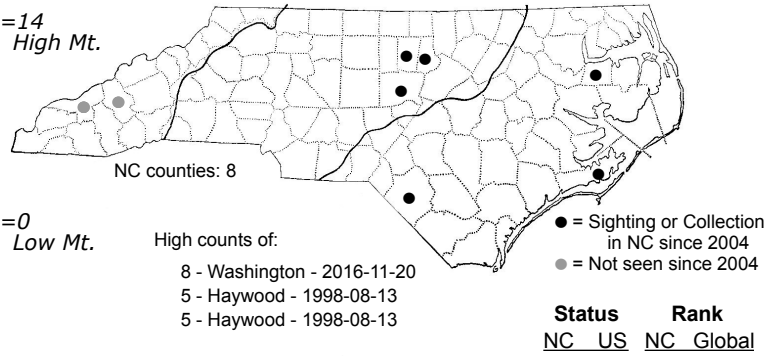 =14
High Mt.
NC counties: 8
=0
Low Mt.
High counts of:
8 - Washington - 2016-11-20
5 - Haywood - 1998-08-13
5 - Haywood - 1998-08-13
= Sighting or Collection
in NC since 2004
= Not seen since 2004
Status Rank
NC US NC Global